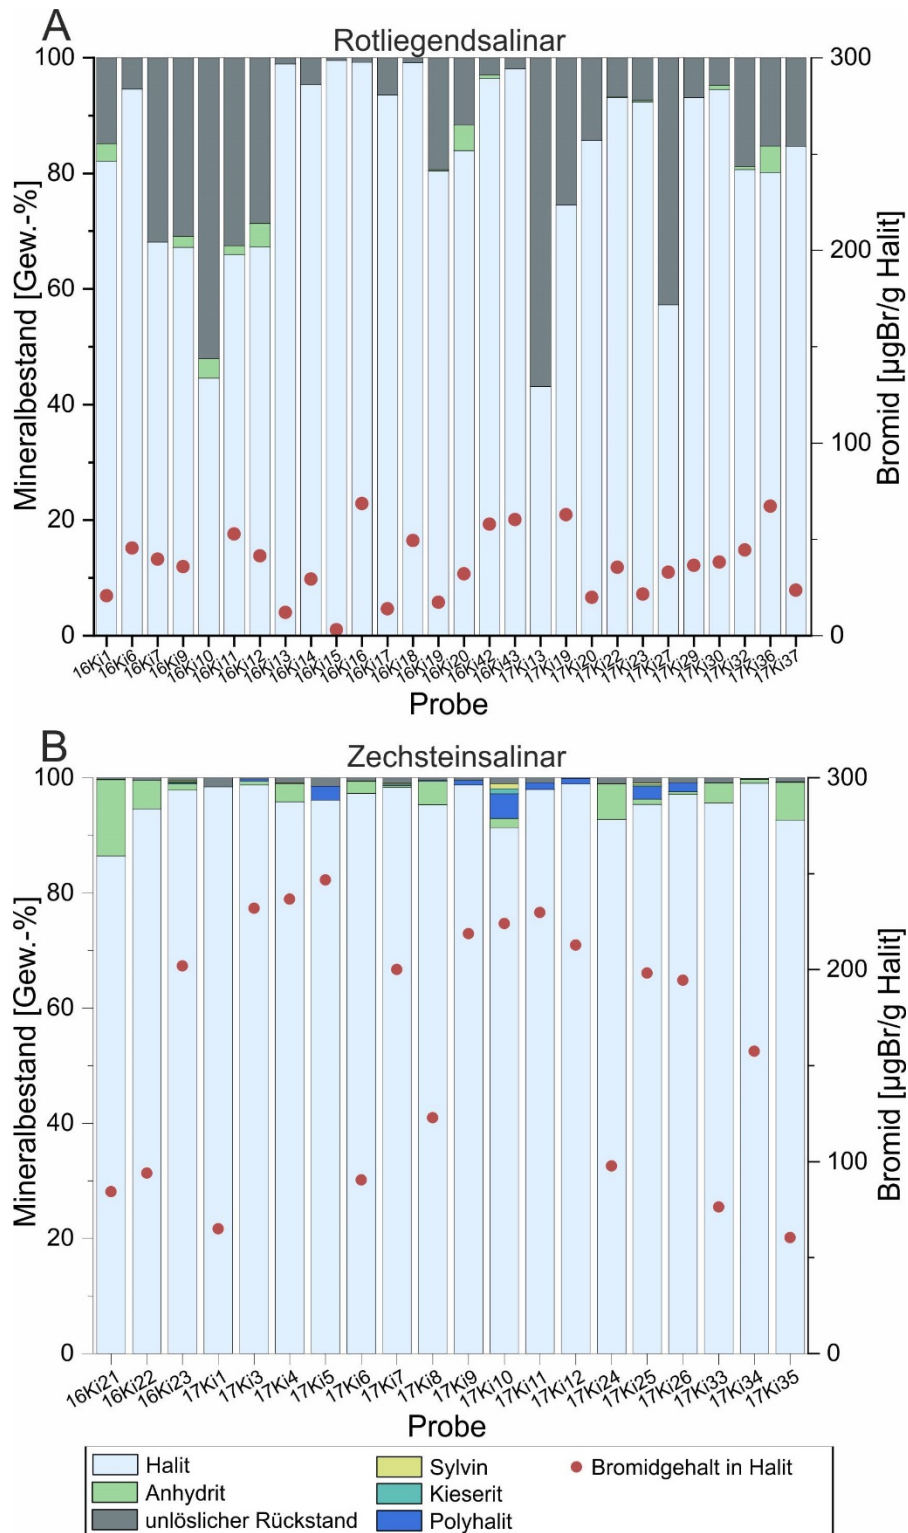 A
Rotliegendsalinar
100
80
60
40
20
0
Mineralbestand [Gew.-%]
300
200
100
0
Bromid [µgBr/g Halit]
16Ki1 16Ki6 16Ki7 16Ki9 16Ki10 16Ki11 16Ki12 16Ki13 16Ki14 16Ki15 16Ki16 16Ki17 16Ki18 16Ki19 16Ki20 16Ki42 16Ki43 17Ki13 17Ki19 17Ki20 17Ki22 17Ki23 17Ki27 17Ki29 17Ki30 17Ki32 17Ki36 17Ki37
Probe
B
Zechsteinsalinar
100
80
60
40
20
0
Mineralbestand [Gew.-%]
300
200
100
0
Bromid [µgBr/g Halit]
16Ki21 16Ki22 16Ki23 17Ki1 17Ki3 17Ki4 17Ki5 17Ki6 17Ki7 17Ki8 17Ki9 17Ki10 17Ki11 17Ki12 17Ki24 17Ki25 17Ki26 17Ki33 17Ki34 17Ki35
Probe
Halit
Anhydrit
unlöslicher Rückstand
Sylvin
Kieserit
Polyhalit
Bromidgehalt in Halit